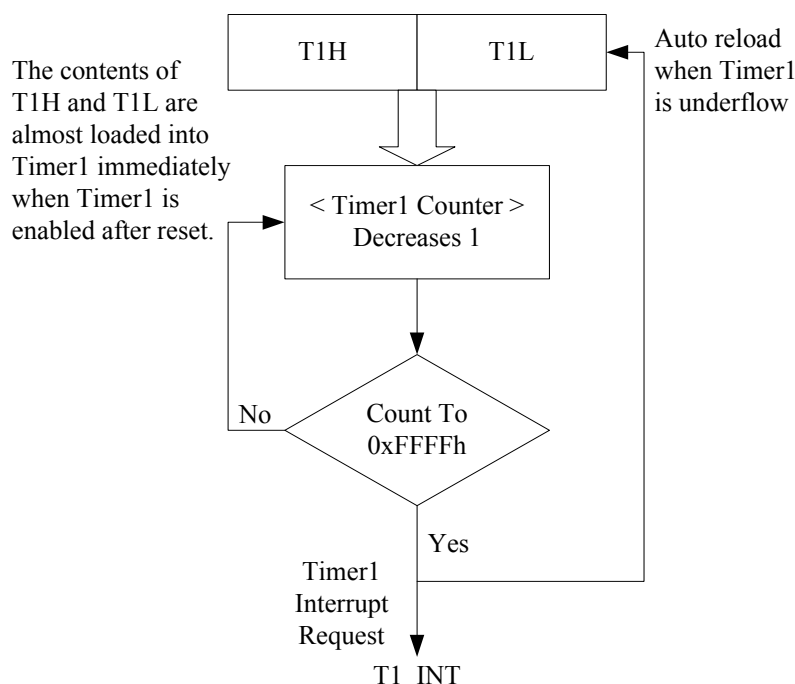 T1H
T1L
Auto reload
when Timer1
is underflow
The contents of
T1H and T1L are
almost loaded into
Timer1 immediately
when Timer1 is
enabled after reset.
< Timer1 Counter >
Decreases 1
Count To
0xFFFFh
No
Yes
Timer1
Interrupt
Request
T1 INT